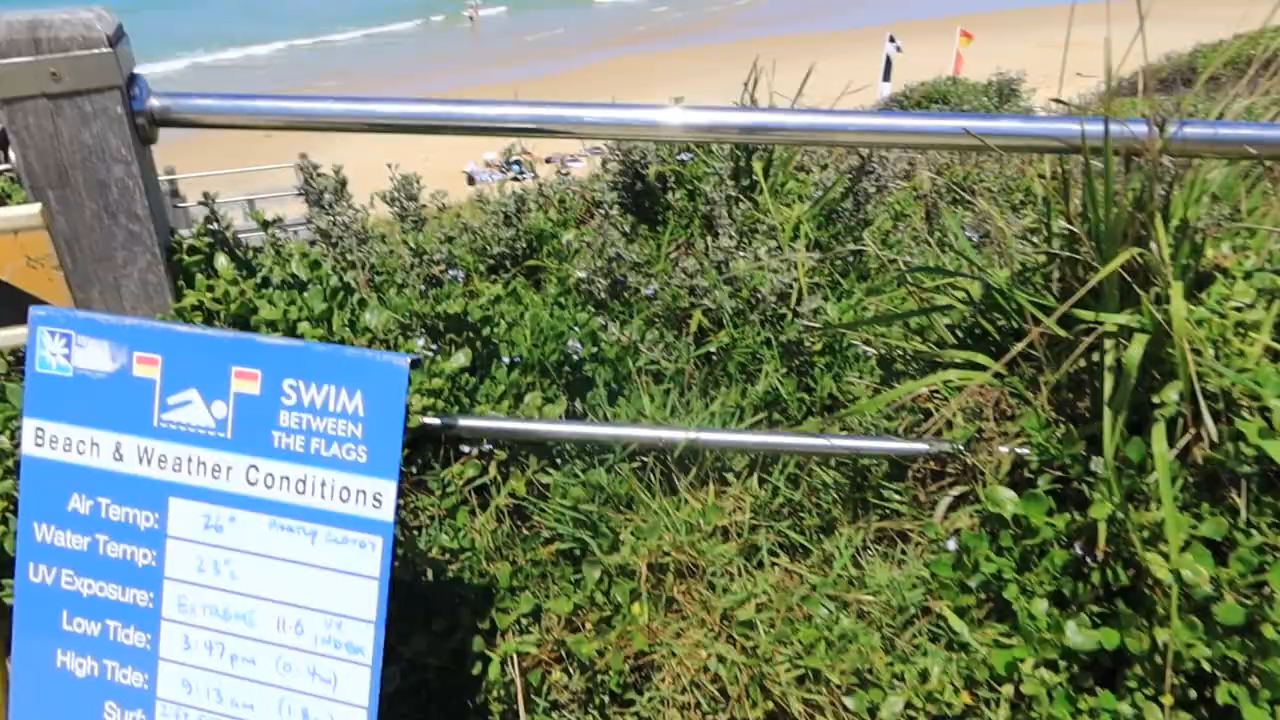 SWIM
BETWEEN
THE FLAGS
Beach & Weather Conditions
Air Temp: 26° PARTLY CLOUDY
Water Temp: 23°c
UV Exposure: EXTREME 11.6 UV INDEX
Low Tide: 3:47pm (0.4m)
High Tide: 9:13am
Surf: